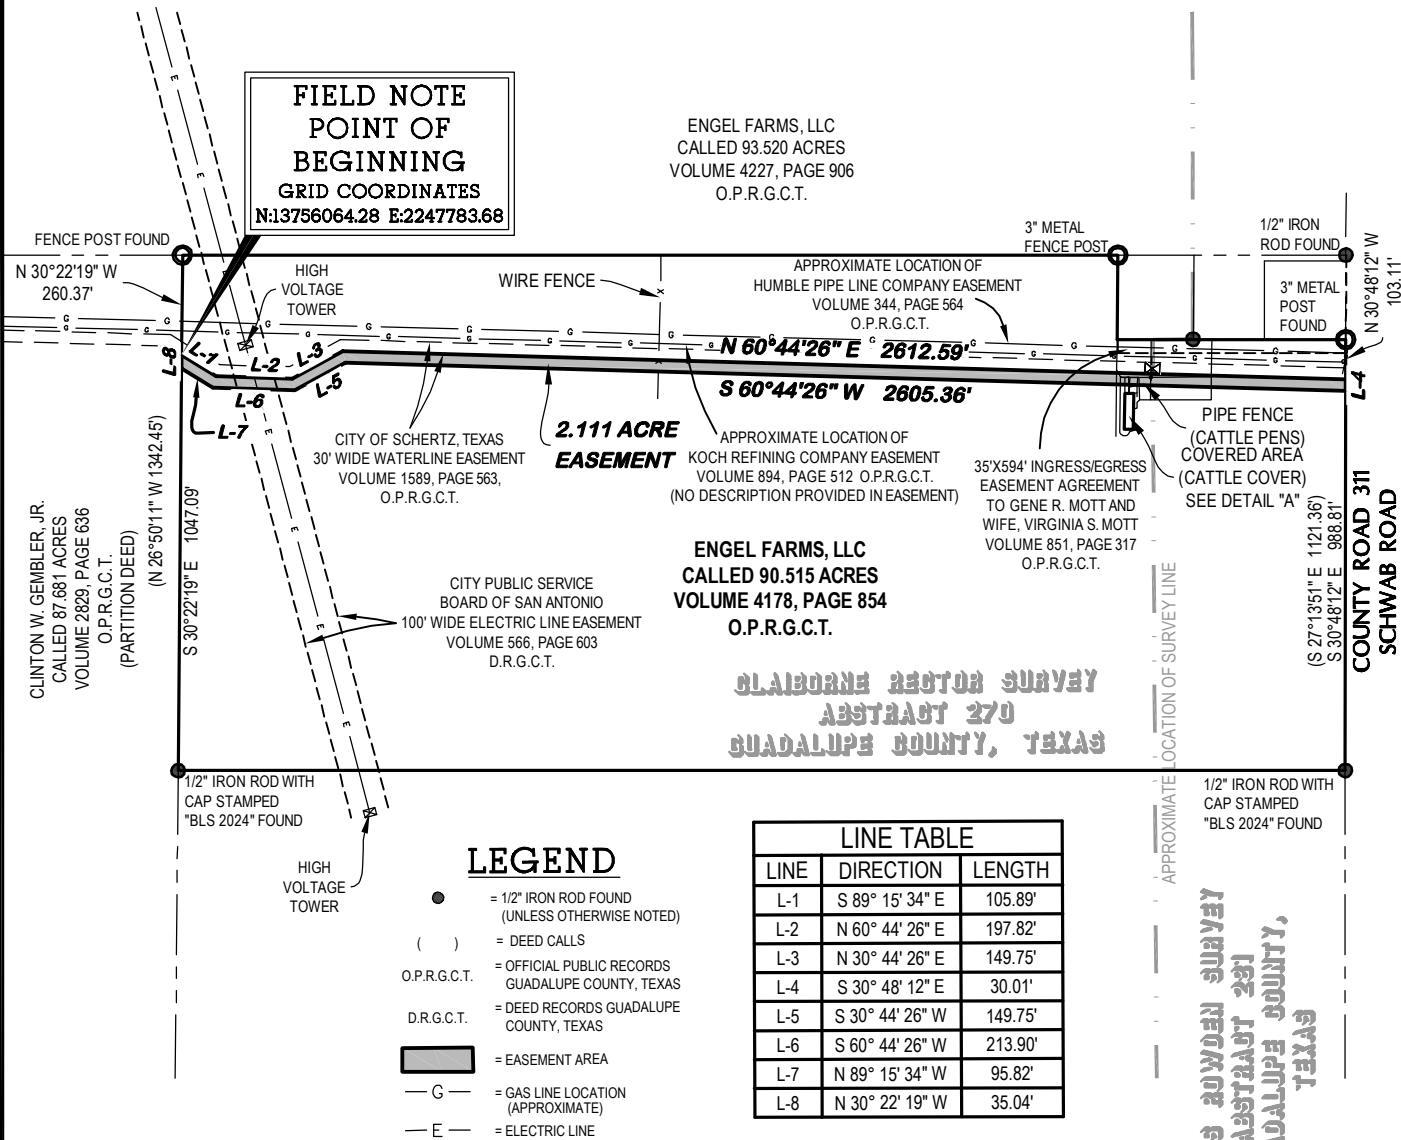 FIELD NOTE
POINT OF
BEGINNING
GRID COORDINATES
N:13756064.28 E:2247783.68
ENGEL FARMS, LLC
CALLED 93.520 ACRES
VOLUME 4227, PAGE 906
O.P.R.G.C.T.
FENCE POST FOUND
N 30°22'19" W
260.37'
HIGH
VOLTAGE
TOWER
WIRE FENCE
APPROXIMATE LOCATION OF
HUMBLE PIPE LINE COMPANY EASEMENT
VOLUME 344, PAGE 564
O.P.R.G.C.T.
3" METAL
FENCE POST
1/2" IRON
ROD FOUND
3" METAL
POST
FOUND
N 30°48'12" W
103.11'
L-8
L-1
L-2
L-3
L-5
L-6
L-7
L-4
N 60°44'26" E 2612.59'
S 60°44'26" W 2605.36'
2.111 ACRE
EASEMENT
CITY OF SCHERTZ, TEXAS
30' WIDE WATERLINE EASEMENT
VOLUME 1589, PAGE 563,
O.P.R.G.C.T.
APPROXIMATE LOCATION OF
KOCH REFINING COMPANY EASEMENT
VOLUME 894, PAGE 512 O.P.R.G.C.T.
(NO DESCRIPTION PROVIDED IN EASEMENT)
35'X594' INGRESS/EGRESS
EASEMENT AGREEMENT
TO GENE R. MOTT AND
WIFE, VIRGINIA S. MOTT
VOLUME 851, PAGE 317
O.P.R.G.C.T.
PIPE FENCE
(CATTLE PENS)
COVERED AREA
(CATTLE COVER)
SEE DETAIL "A"
CLINTON W. GEMBLER, JR.
CALLED 87.681 ACRES
VOLUME 2829, PAGE 636
O.P.R.G.C.T.
(PARTITION DEED)
(N 26°50'11" W 1342.45')
S 30°22'19" E 1047.09'
CITY PUBLIC SERVICE
BOARD OF SAN ANTONIO
100' WIDE ELECTRIC LINE EASEMENT
VOLUME 566, PAGE 603
D.R.G.C.T.
ENGEL FARMS, LLC
CALLED 90.515 ACRES
VOLUME 4178, PAGE 854
O.P.R.G.C.T.
CLAIBORNE RECTOR SURVEY
ABSTRACT 270
GUADALUPE COUNTY, TEXAS
APPROXIMATE LOCATION OF SURVEY LINE
(S 27°13'51" E 1121.36')
S 30°48'12" E 988.81'
COUNTY ROAD 311
SCHWAB ROAD
1/2" IRON ROD WITH
CAP STAMPED
"BLS 2024" FOUND
1/2" IRON ROD WITH
CAP STAMPED
"BLS 2024" FOUND
HIGH
VOLTAGE
TOWER
LEGEND
= 1/2" IRON ROD FOUND
(UNLESS OTHERWISE NOTED)
( ) = DEED CALLS
O.P.R.G.C.T. = OFFICIAL PUBLIC RECORDS
GUADALUPE COUNTY, TEXAS
D.R.G.C.T. = DEED RECORDS GUADALUPE
COUNTY, TEXAS
= EASEMENT AREA
G = GAS LINE LOCATION
(APPROXIMATE)
E = ELECTRIC LINE
LINE TABLE
LINE DIRECTION LENGTH
L-1 S 89° 15' 34" E 105.89'
L-2 N 60° 44' 26" E 197.82'
L-3 N 30° 44' 26" E 149.75'
L-4 S 30° 48' 12" E 30.01'
L-5 S 30° 44' 26" W 149.75'
L-6 S 60° 44' 26" W 213.90'
L-7 N 89° 15' 34" W 95.82'
L-8 N 30° 22' 19" W 35.04'
ROWDEN SURVEY
ABSTRACT 231
COUNTY,
TEXAS